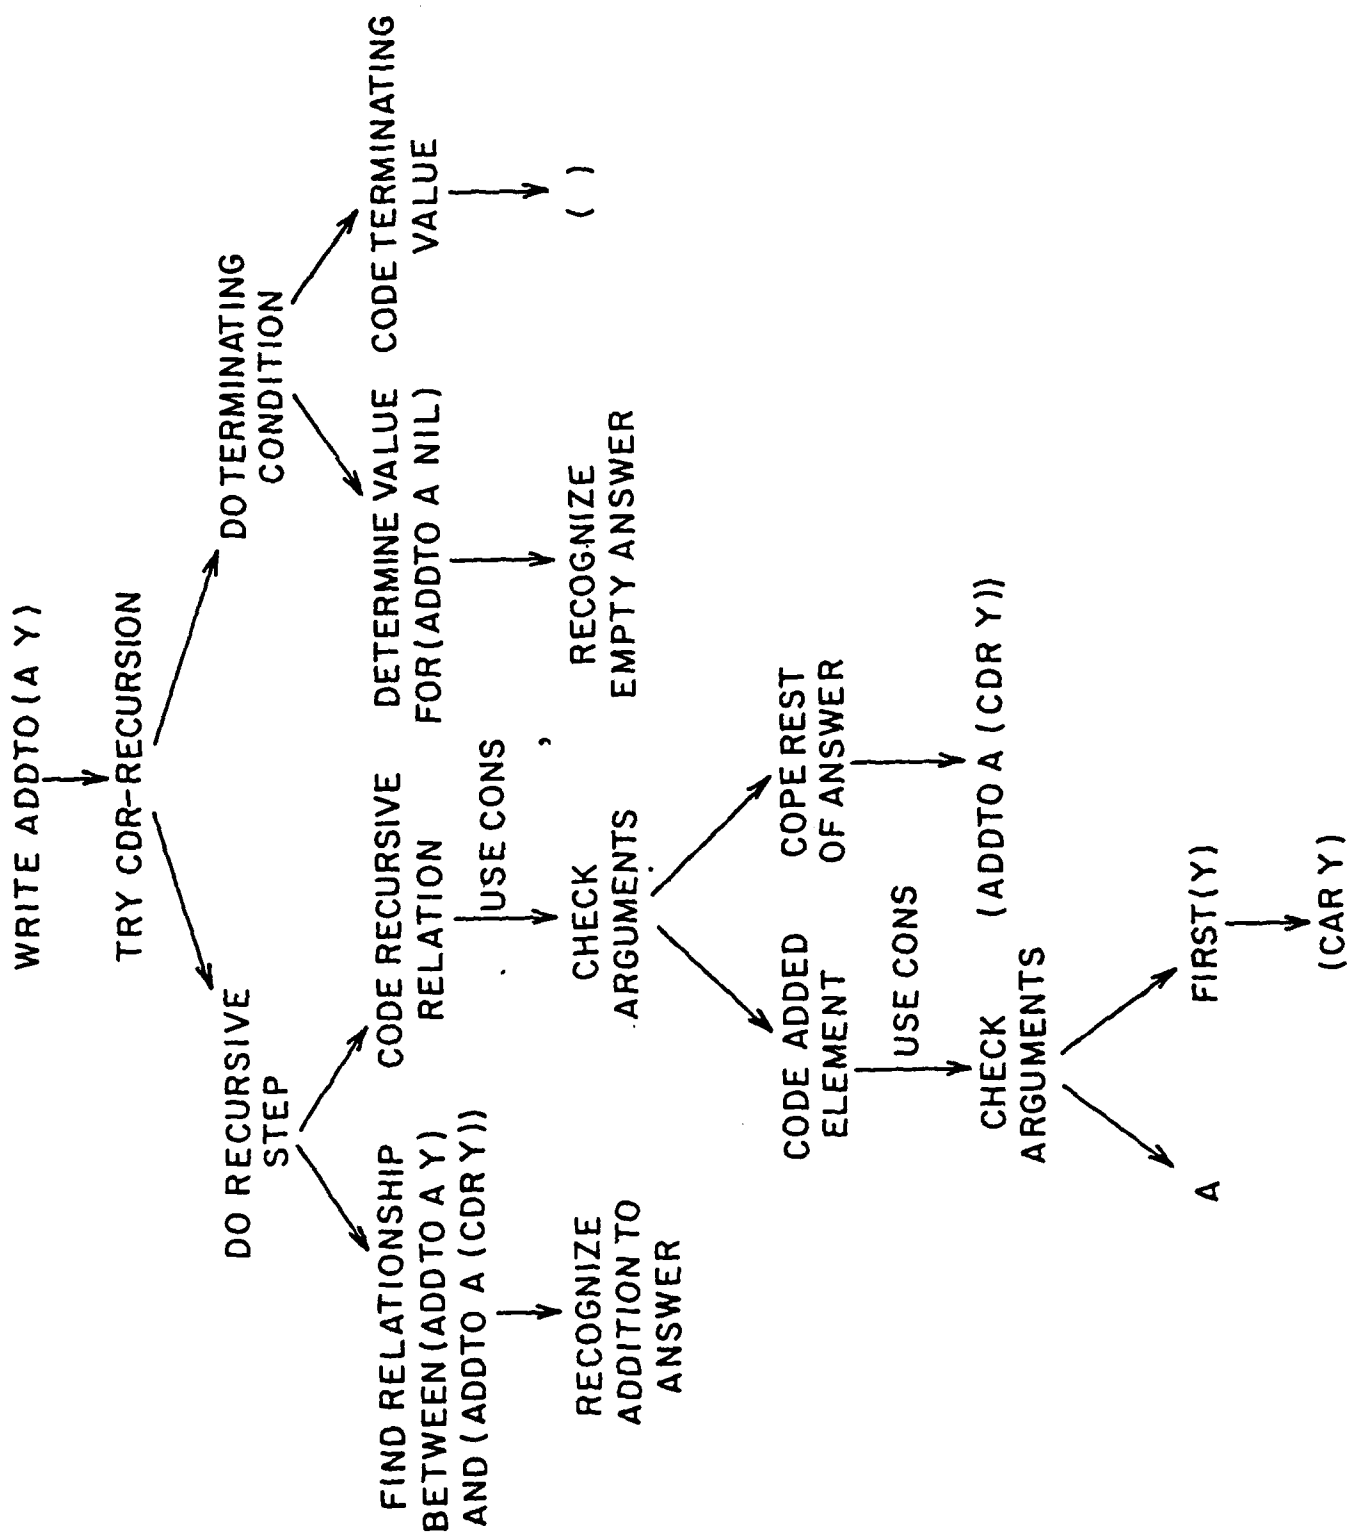 WRITE ADDTO (A Y)
TRY CDR-RECURSION
DO RECURSIVE
STEP
DO TERMINATING
CONDITION
FIND RELATIONSHIP
BETWEEN (ADDTO A Y)
AND (ADDTO A (CDR Y))
CODE RECURSIVE
RELATION
DETERMINE VALUE
FOR (ADDTO A NIL)
CODE TERMINATING
VALUE
USE CONS
RECOGNIZE
ADDITION TO
ANSWER
CHECK
ARGUMENTS
RECOGNIZE
EMPTY ANSWER
( )
CODE ADDED
ELEMENT
COPE REST
OF ANSWER
USE CONS
CHECK
ARGUMENTS
(ADDTO A (CDR Y))
A
FIRST (Y)
(CAR Y)